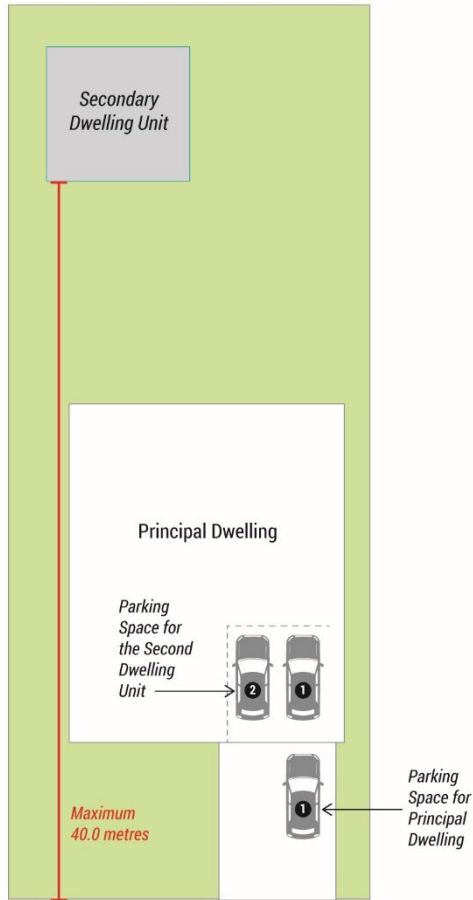 Secondary
Dwelling Unit
Principal Dwelling
Parking
Space for
the Second
Dwelling
Unit
2
1
1
Maximum
40.0 metres
Parking
Space for
Principal
Dwelling